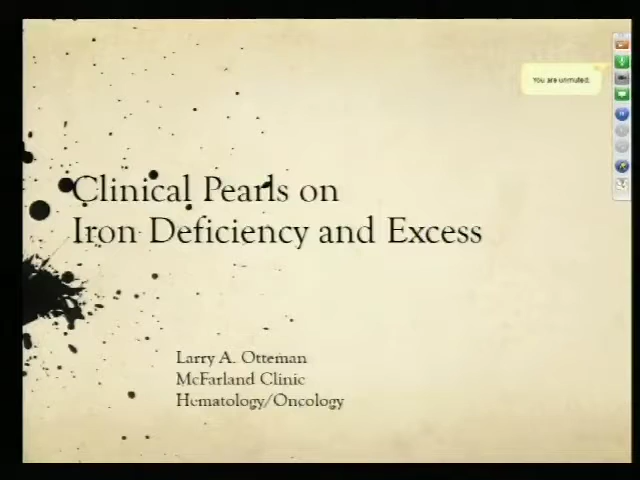 You are unmuted.
Clinical Pearls on
Iron Deficiency and Excess
Larry A. Otteman
McFarland Clinic
Hematology/Oncology